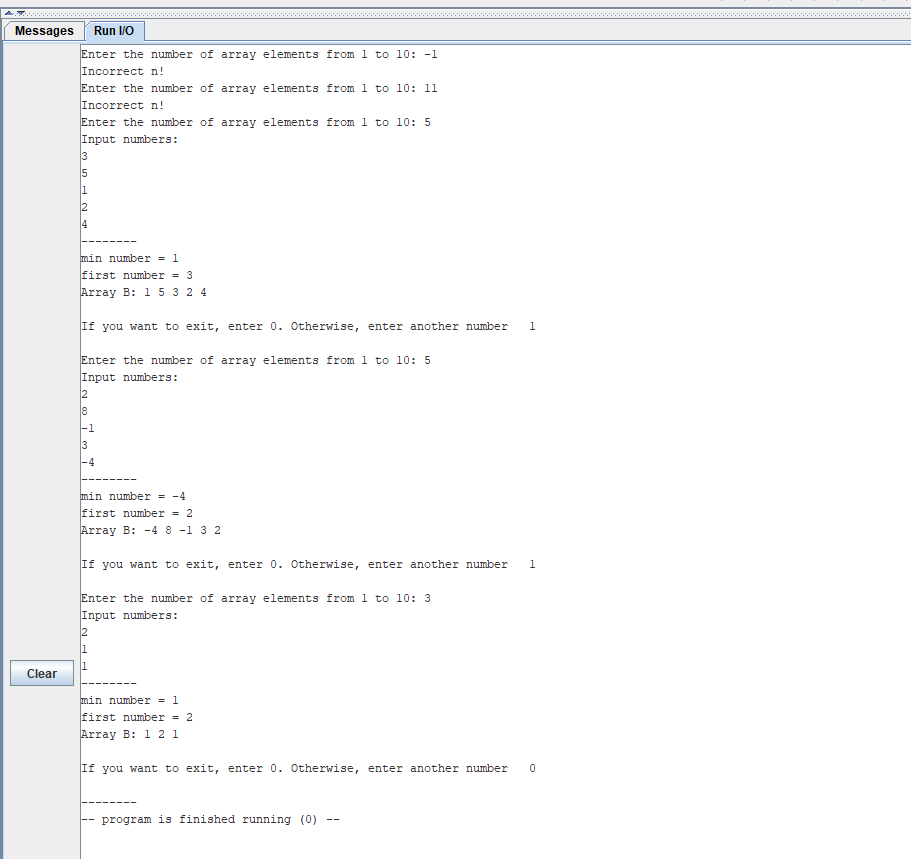 Messages Run I/O
Enter the number of array elements from 1 to 10: -1
Incorrect n!
Enter the number of array elements from 1 to 10: 11
Incorrect n!
Enter the number of array elements from 1 to 10: 5
Input numbers:
3
5
1
2
4
--------
min number = 1
first number = 3
Array B: 1 5 3 2 4
If you want to exit, enter 0. Otherwise, enter another number   1
Enter the number of array elements from 1 to 10: 5
Input numbers:
2
8
-1
3
-4
--------
min number = -4
first number = 2
Array B: -4 8 -1 3 2
If you want to exit, enter 0. Otherwise, enter another number   1
Enter the number of array elements from 1 to 10: 3
Input numbers:
2
1
1
Clear
--------
min number = 1
first number = 2
Array B: 1 2 1
If you want to exit, enter 0. Otherwise, enter another number   0
--------
-- program is finished running (0) --